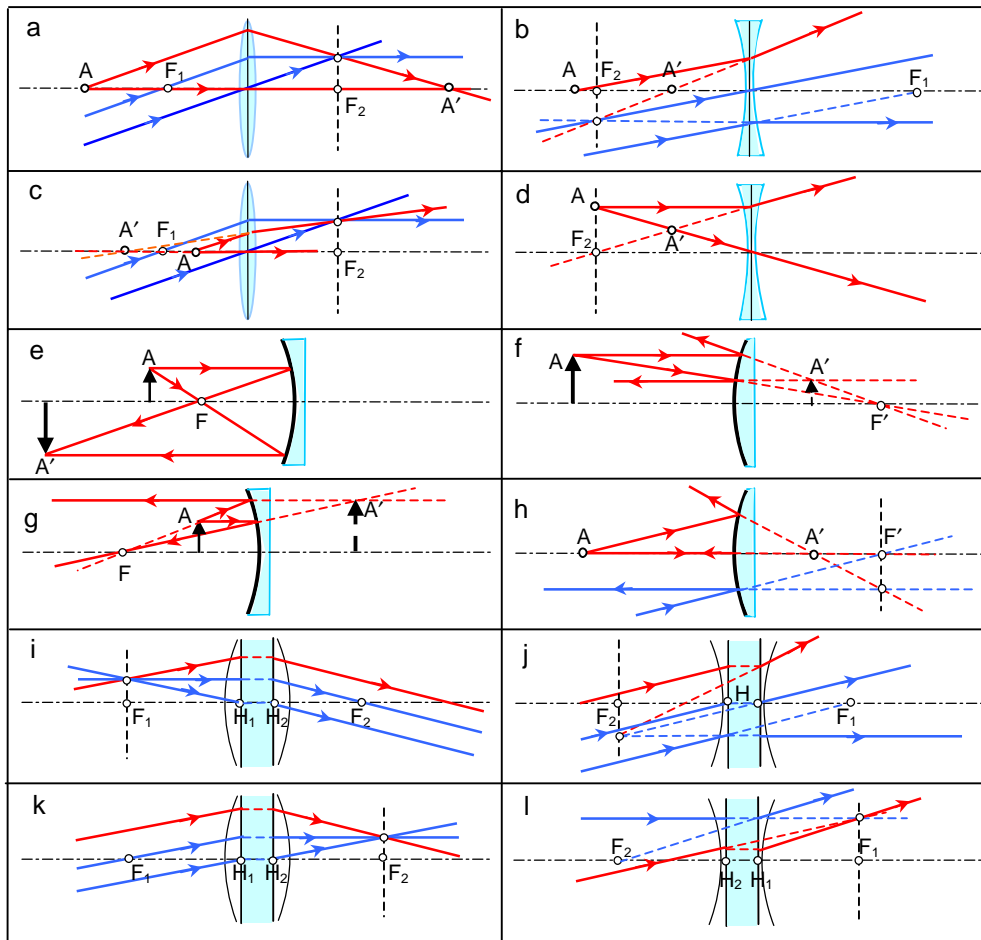 a
A
F₁
F₂
A′
b
A
F₂
A′
F₁
c
A′
F₁
A
F₂
d
A
F₂
A′
e
A
F
A′
f
A
A′
F′
g
A
A′
F
h
A
A′
F′
i
F₁
H₁
H₂
F₂
j
H
F₂
F₁
k
F₁
H₁
H₂
F₂
l
F₂
H₂
H₁
F₁